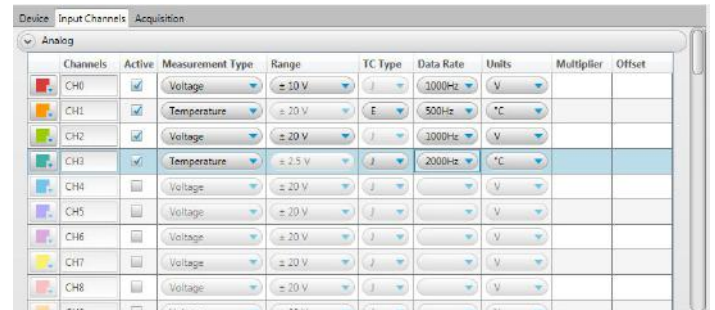 Device Input Channels Acquisition
Analog
Channels Active Measurement Type Range TC Type Data Rate Units Multiplier Offset
CH0 Voltage ± 10 V J 1000Hz V
CH1 Temperature ± 20 V E 500Hz °C
CH2 Voltage ± 20 V J 1000Hz V
CH3 Temperature ± 2.5 V J 2000Hz °C
CH4 Voltage ± 20 V J V
CH5 Voltage ± 20 V J V
CH6 Voltage ± 20 V J V
CH7 Voltage ± 20 V J V
CH8 Voltage ± 20 V J V